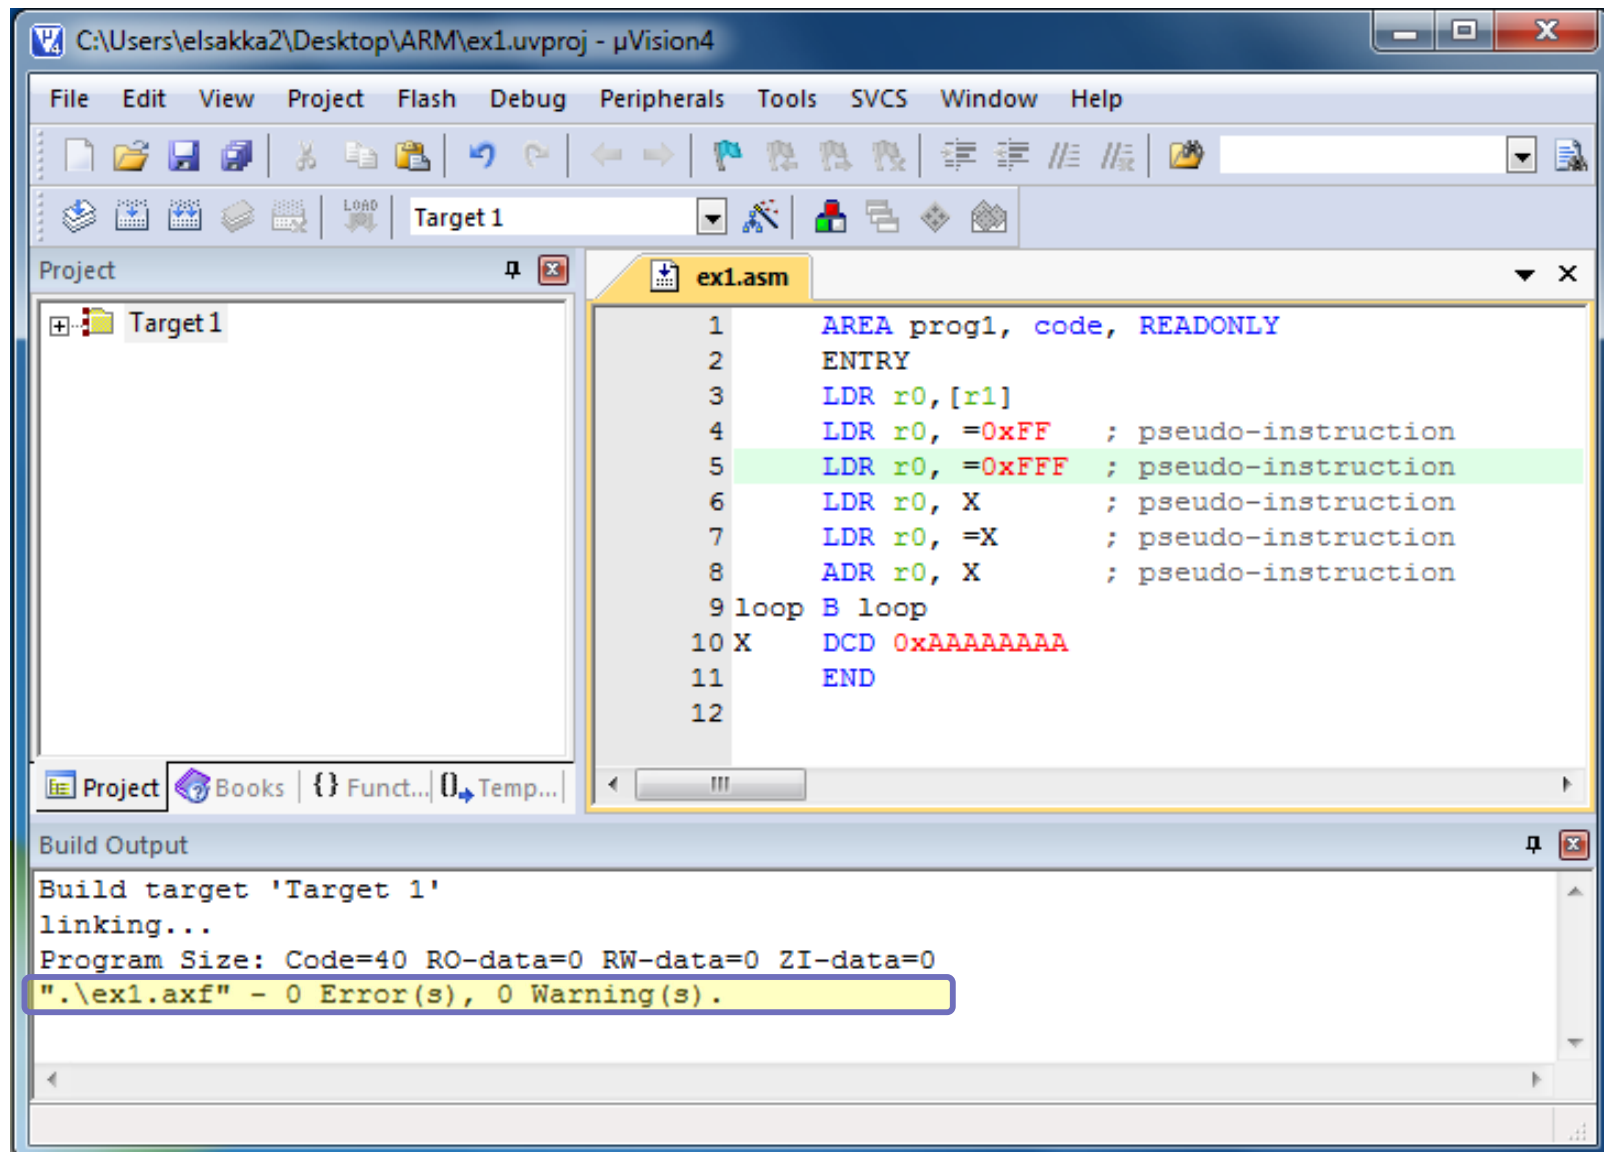 C:\Users\elsakka2\Desktop\ARM\ex1.uvproj - µVision4
File Edit View Project Flash Debug Peripherals Tools SVCS Window Help
LOAD Target 1
Project
Target 1
Project Books {} Funct... {} Temp...
ex1.asm
1 AREA prog1, code, READONLY
2 ENTRY
3 LDR r0,[r1]
4 LDR r0, =0xFF ; pseudo-instruction
5 LDR r0, =0xFFF ; pseudo-instruction
6 LDR r0, X ; pseudo-instruction
7 LDR r0, =X ; pseudo-instruction
8 ADR r0, X ; pseudo-instruction
9 loop B loop
10 X DCD 0xAAAAAAAA
11 END
12
Build Output
Build target 'Target 1'
linking...
Program Size: Code=40 RO-data=0 RW-data=0 ZI-data=0
".\ex1.axf" - 0 Error(s), 0 Warning(s).